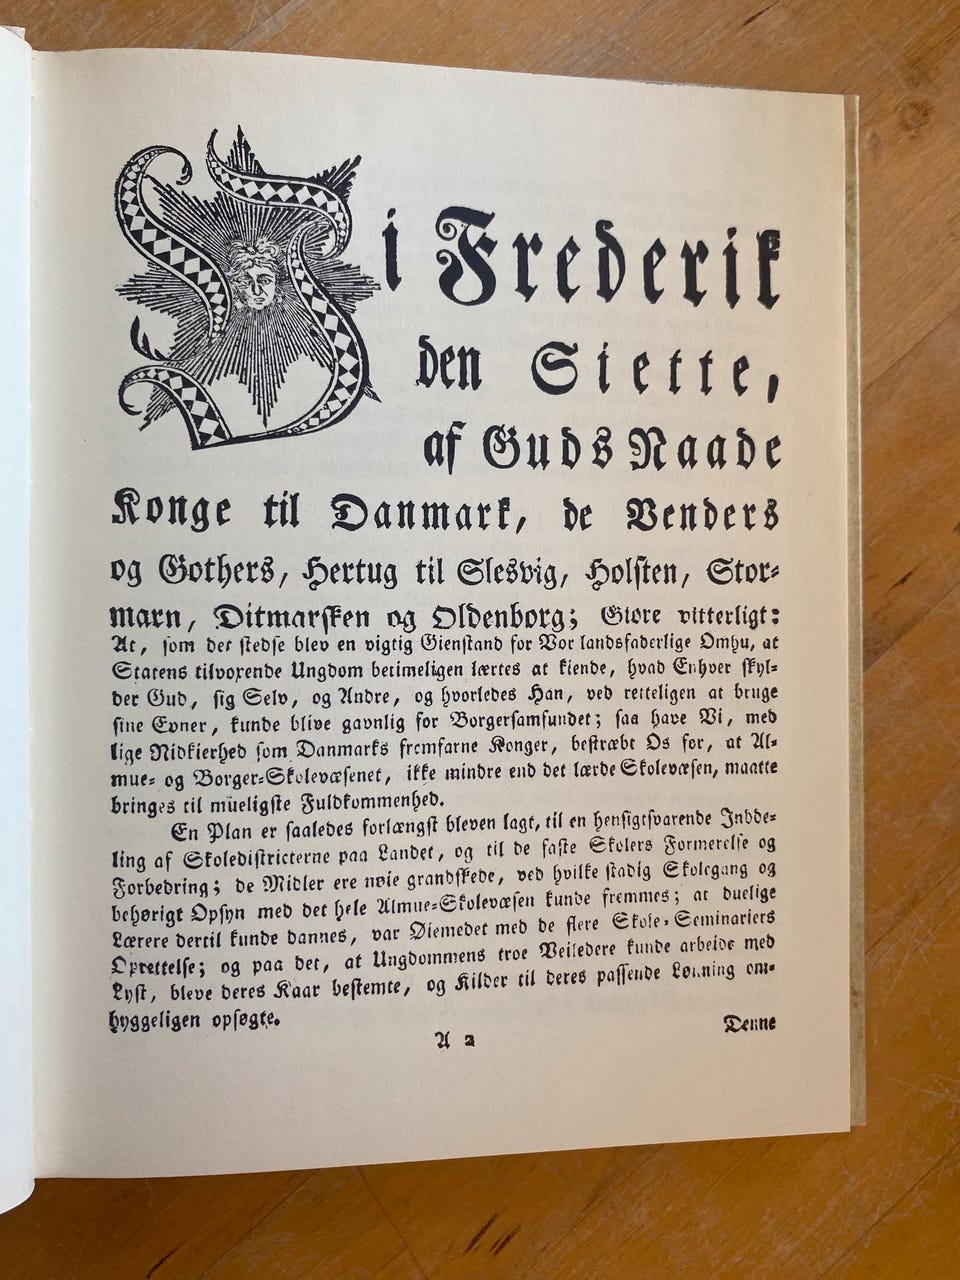 Vi Frederik
den Siette,
af Guds Naade
Konge til Danmark, de Venders
og Gothers, Hertug til Slesvig, Holsten, Stor-
marn, Ditmarsken og Oldenborg; Giøre vitterligt:
At, som det stedse blev en vigtig Gienstand for Vor landsfaderlige Omhu, at
Statens tilvoxende Ungdom betimeligen lærtes at kiende, hvad Enhver skyl-
der Gud, sig Selv, og Andre, og hvorledes Han, ved retteligen at bruge
sine Evner, kunde blive gavnlig for Borgersamfundet; saa have Vi, med
lige Nidkierhed som Danmarks fremfarne Konger, bestræbt Os for, at Al-
mue- og Borger-Skolevæsenet, ikke mindre end det lærde Skolevæsen, maatte
bringes til mueligste Fuldkommenhed.
En Plan er saaledes forlængst bleven lagt, til en hensigtsvarende Indde-
ling af Skoledistricterne paa Landet, og til de faste Skolers Formerelse og
Forbedring; de Midler ere nøie grandskede, ved hvilke stadig Skolegang og
behørigt Opsyn med det hele Almue-Skolevæsen kunde fremmes; at duelige
Lærere dertil kunde dannes, var Øiemedet med de flere Skole-Seminariers
Oprettelse; og paa det, at Ungdommens troe Veiledere kunde arbeide med
Lyst, bleve deres Kaar bestemte, og Kilder til deres passende Lønning om-
hyggeligen opsøgte.
Denne
A 2